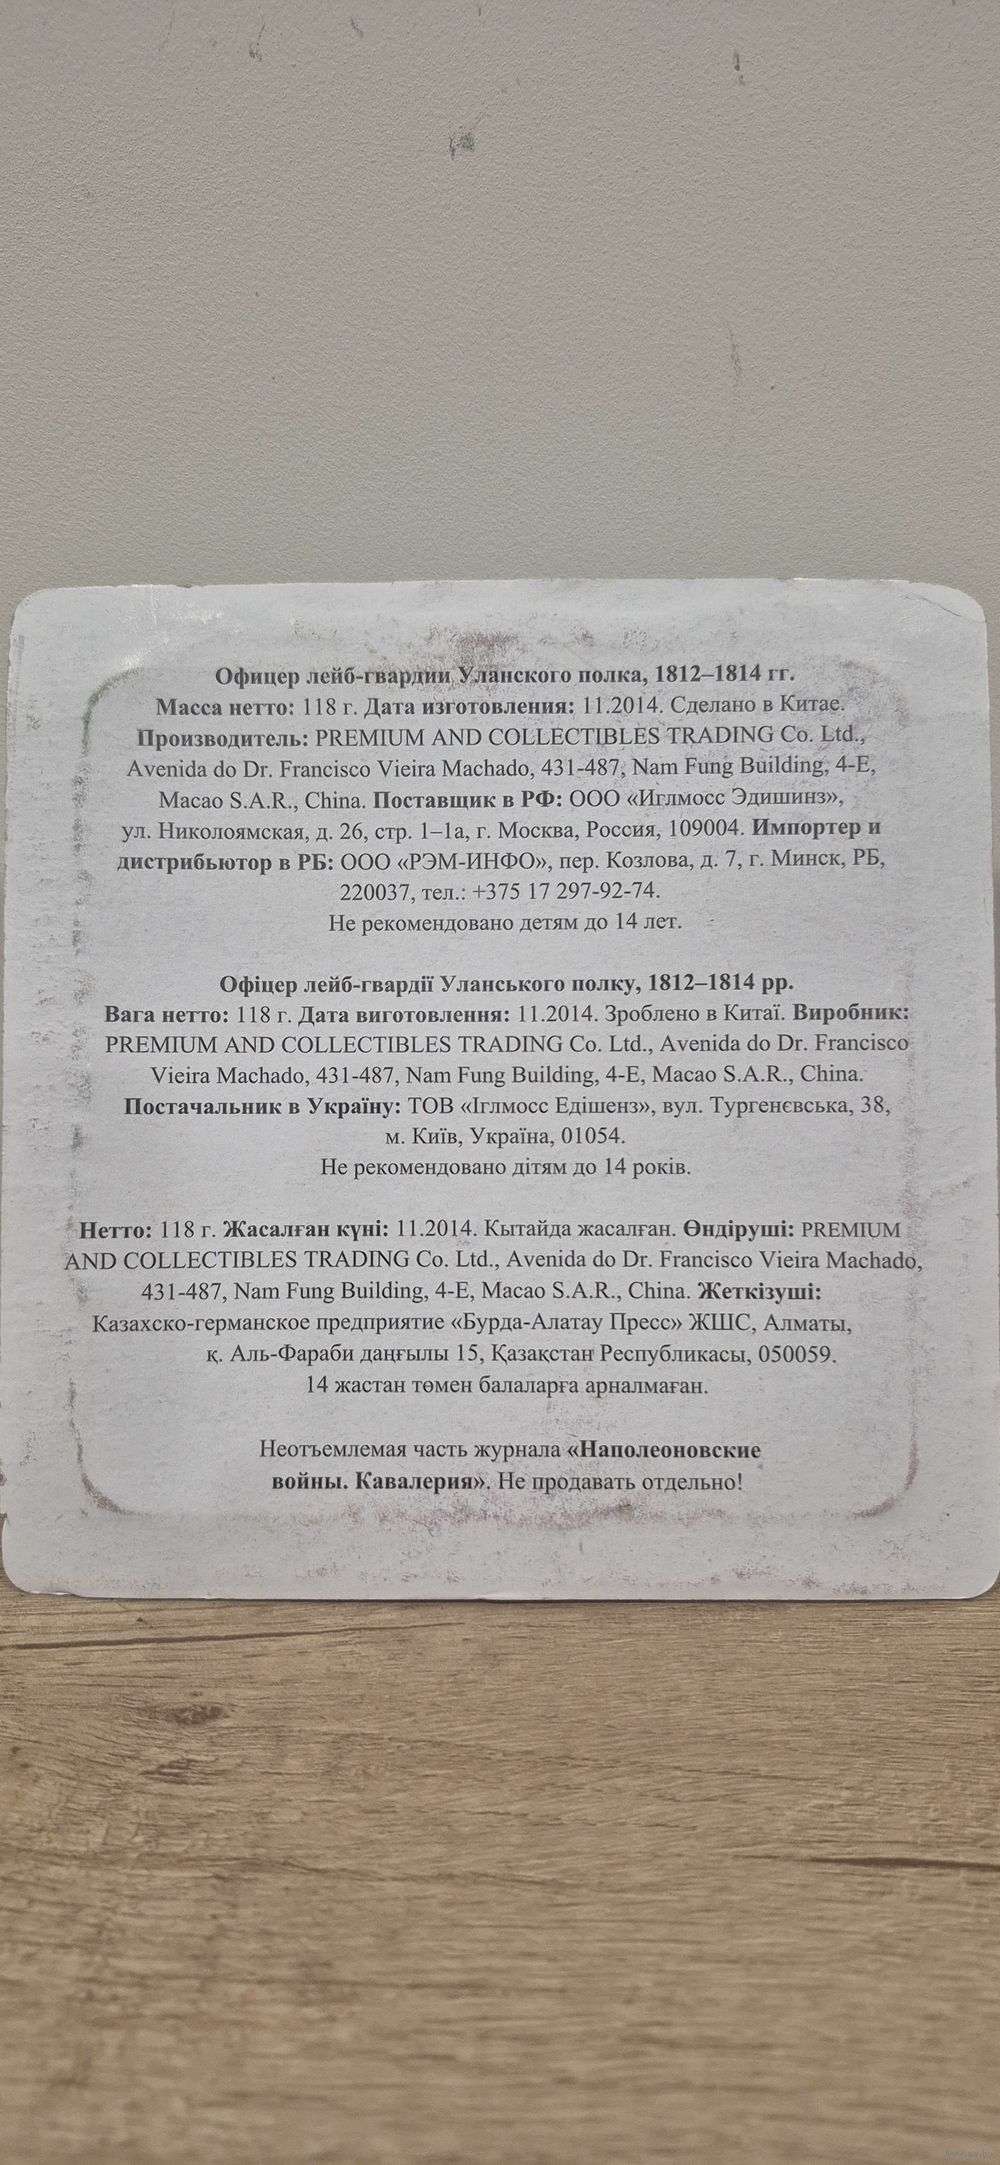 Офицер лейб-гвардии Уланского полка, 1812–1814 гг.
Масса нетто: 118 г. Дата изготовления: 11.2014. Сделано в Китае.
Производитель: PREMIUM AND COLLECTIBLES TRADING Co. Ltd.,
Avenida do Dr. Francisco Vieira Machado, 431-487, Nam Fung Building, 4-E,
Macao S.A.R., China. Поставщик в РФ: ООО «Иглмосс Эдишинз»,
ул. Николоямская, д. 26, стр. 1–1а, г. Москва, Россия, 109004. Импортер и
дистрибьютор в РБ: ООО «РЭМ-ИНФО», пер. Козлова, д. 7, г. Минск, РБ,
220037, тел.: +375 17 297-92-74.
Не рекомендовано детям до 14 лет.
Офіцер лейб-гвардії Уланського полку, 1812–1814 рр.
Вага нетто: 118 г. Дата виготовлення: 11.2014. Зроблено в Китаї. Виробник:
PREMIUM AND COLLECTIBLES TRADING Co. Ltd., Avenida do Dr. Francisco
Vieira Machado, 431-487, Nam Fung Building, 4-E, Macao S.A.R., China.
Постачальник в Україну: ТОВ «Іглмосс Едішенз», вул. Тургенєвська, 38,
м. Київ, Україна, 01054.
Не рекомендовано дітям до 14 років.
Нетто: 118 г. Жасалған күні: 11.2014. Кытайда жасалған. Өндіруші: PREMIUM
AND COLLECTIBLES TRADING Co. Ltd., Avenida do Dr. Francisco Vieira Machado,
431-487, Nam Fung Building, 4-E, Macao S.A.R., China. Жеткізуші:
Казахско-германское предприятие «Бурда-Алатау Пресс» ЖШС, Алматы,
қ. Аль-Фараби даңғылы 15, Қазақстан Республикасы, 050059.
14 жастан төмен балаларға арналмаған.
Неотъемлемая часть журнала «Наполеоновские
войны. Кавалерия». Не продавать отдельно!